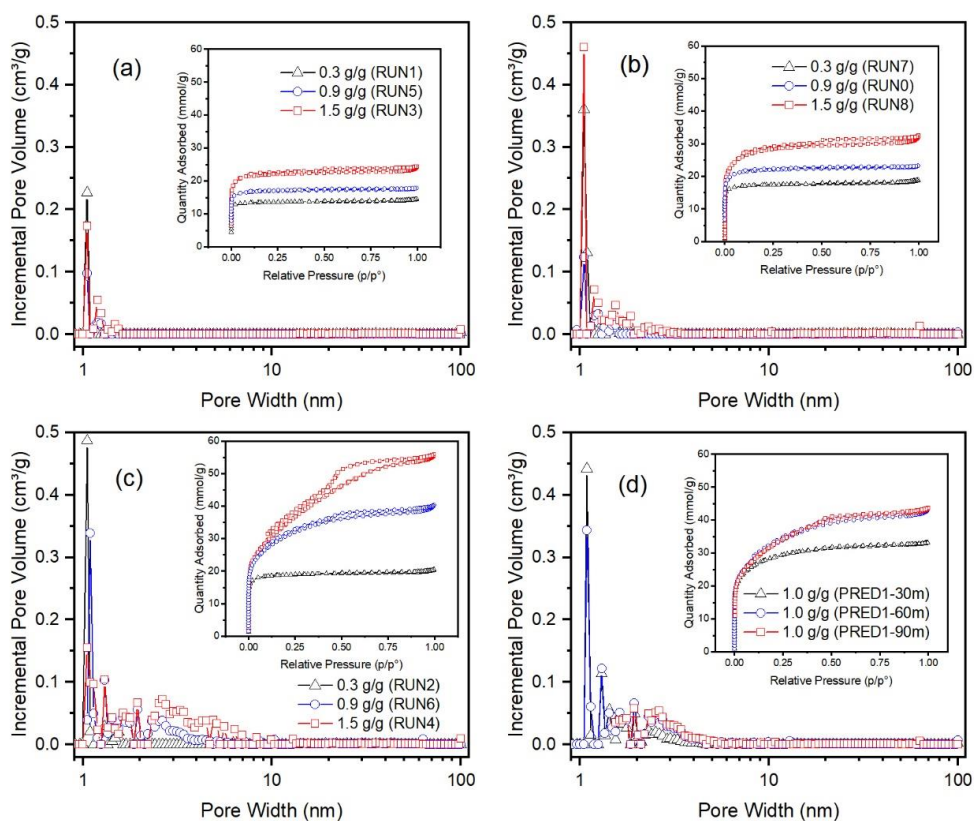 (a)
0.5
0.4
0.3
0.2
0.1
0.0
Incremental Pore Volume (cm³/g)
1
10
100
Pore Width (nm)
0.3 g/g (RUN1)
0.9 g/g (RUN5)
1.5 g/g (RUN3)
60
50
40
30
20
10
0
Quantity Adsorbed (mmol/g)
0.00
0.25
0.50
0.75
1.00
Relative Pressure (p/p°)
(b)
0.5
0.4
0.3
0.2
0.1
0.0
Incremental Pore Volume (cm³/g)
1
10
100
Pore Width (nm)
0.3 g/g (RUN7)
0.9 g/g (RUN0)
1.5 g/g (RUN8)
60
50
40
30
20
10
0
Quantity Adsorbed (mmol/g)
0.00
0.25
0.50
0.75
1.00
Relative Pressure (p/p°)
(c)
0.5
0.4
0.3
0.2
0.1
0.0
Incremental Pore Volume (cm³/g)
1
10
100
Pore Width (nm)
60
50
40
30
20
10
0
Quantity Adsorbed (mmol/g)
0.00
0.25
0.50
0.75
1.00
Relative Pressure (p/p°)
0.3 g/g (RUN2)
0.9 g/g (RUN6)
1.5 g/g (RUN4)
(d)
0.5
0.4
0.3
0.2
0.1
0.0
Incremental Pore Volume (cm³/g)
1
10
100
Pore Width (nm)
60
50
40
30
20
10
0
Quantity Adsorbed (mmol/g)
1.0 g/g (PRED1-30m)
1.0 g/g (PRED1-60m)
1.0 g/g (PRED1-90m)
0.00
0.25
0.50
0.75
1.00
Relative Pressure (p/p°)